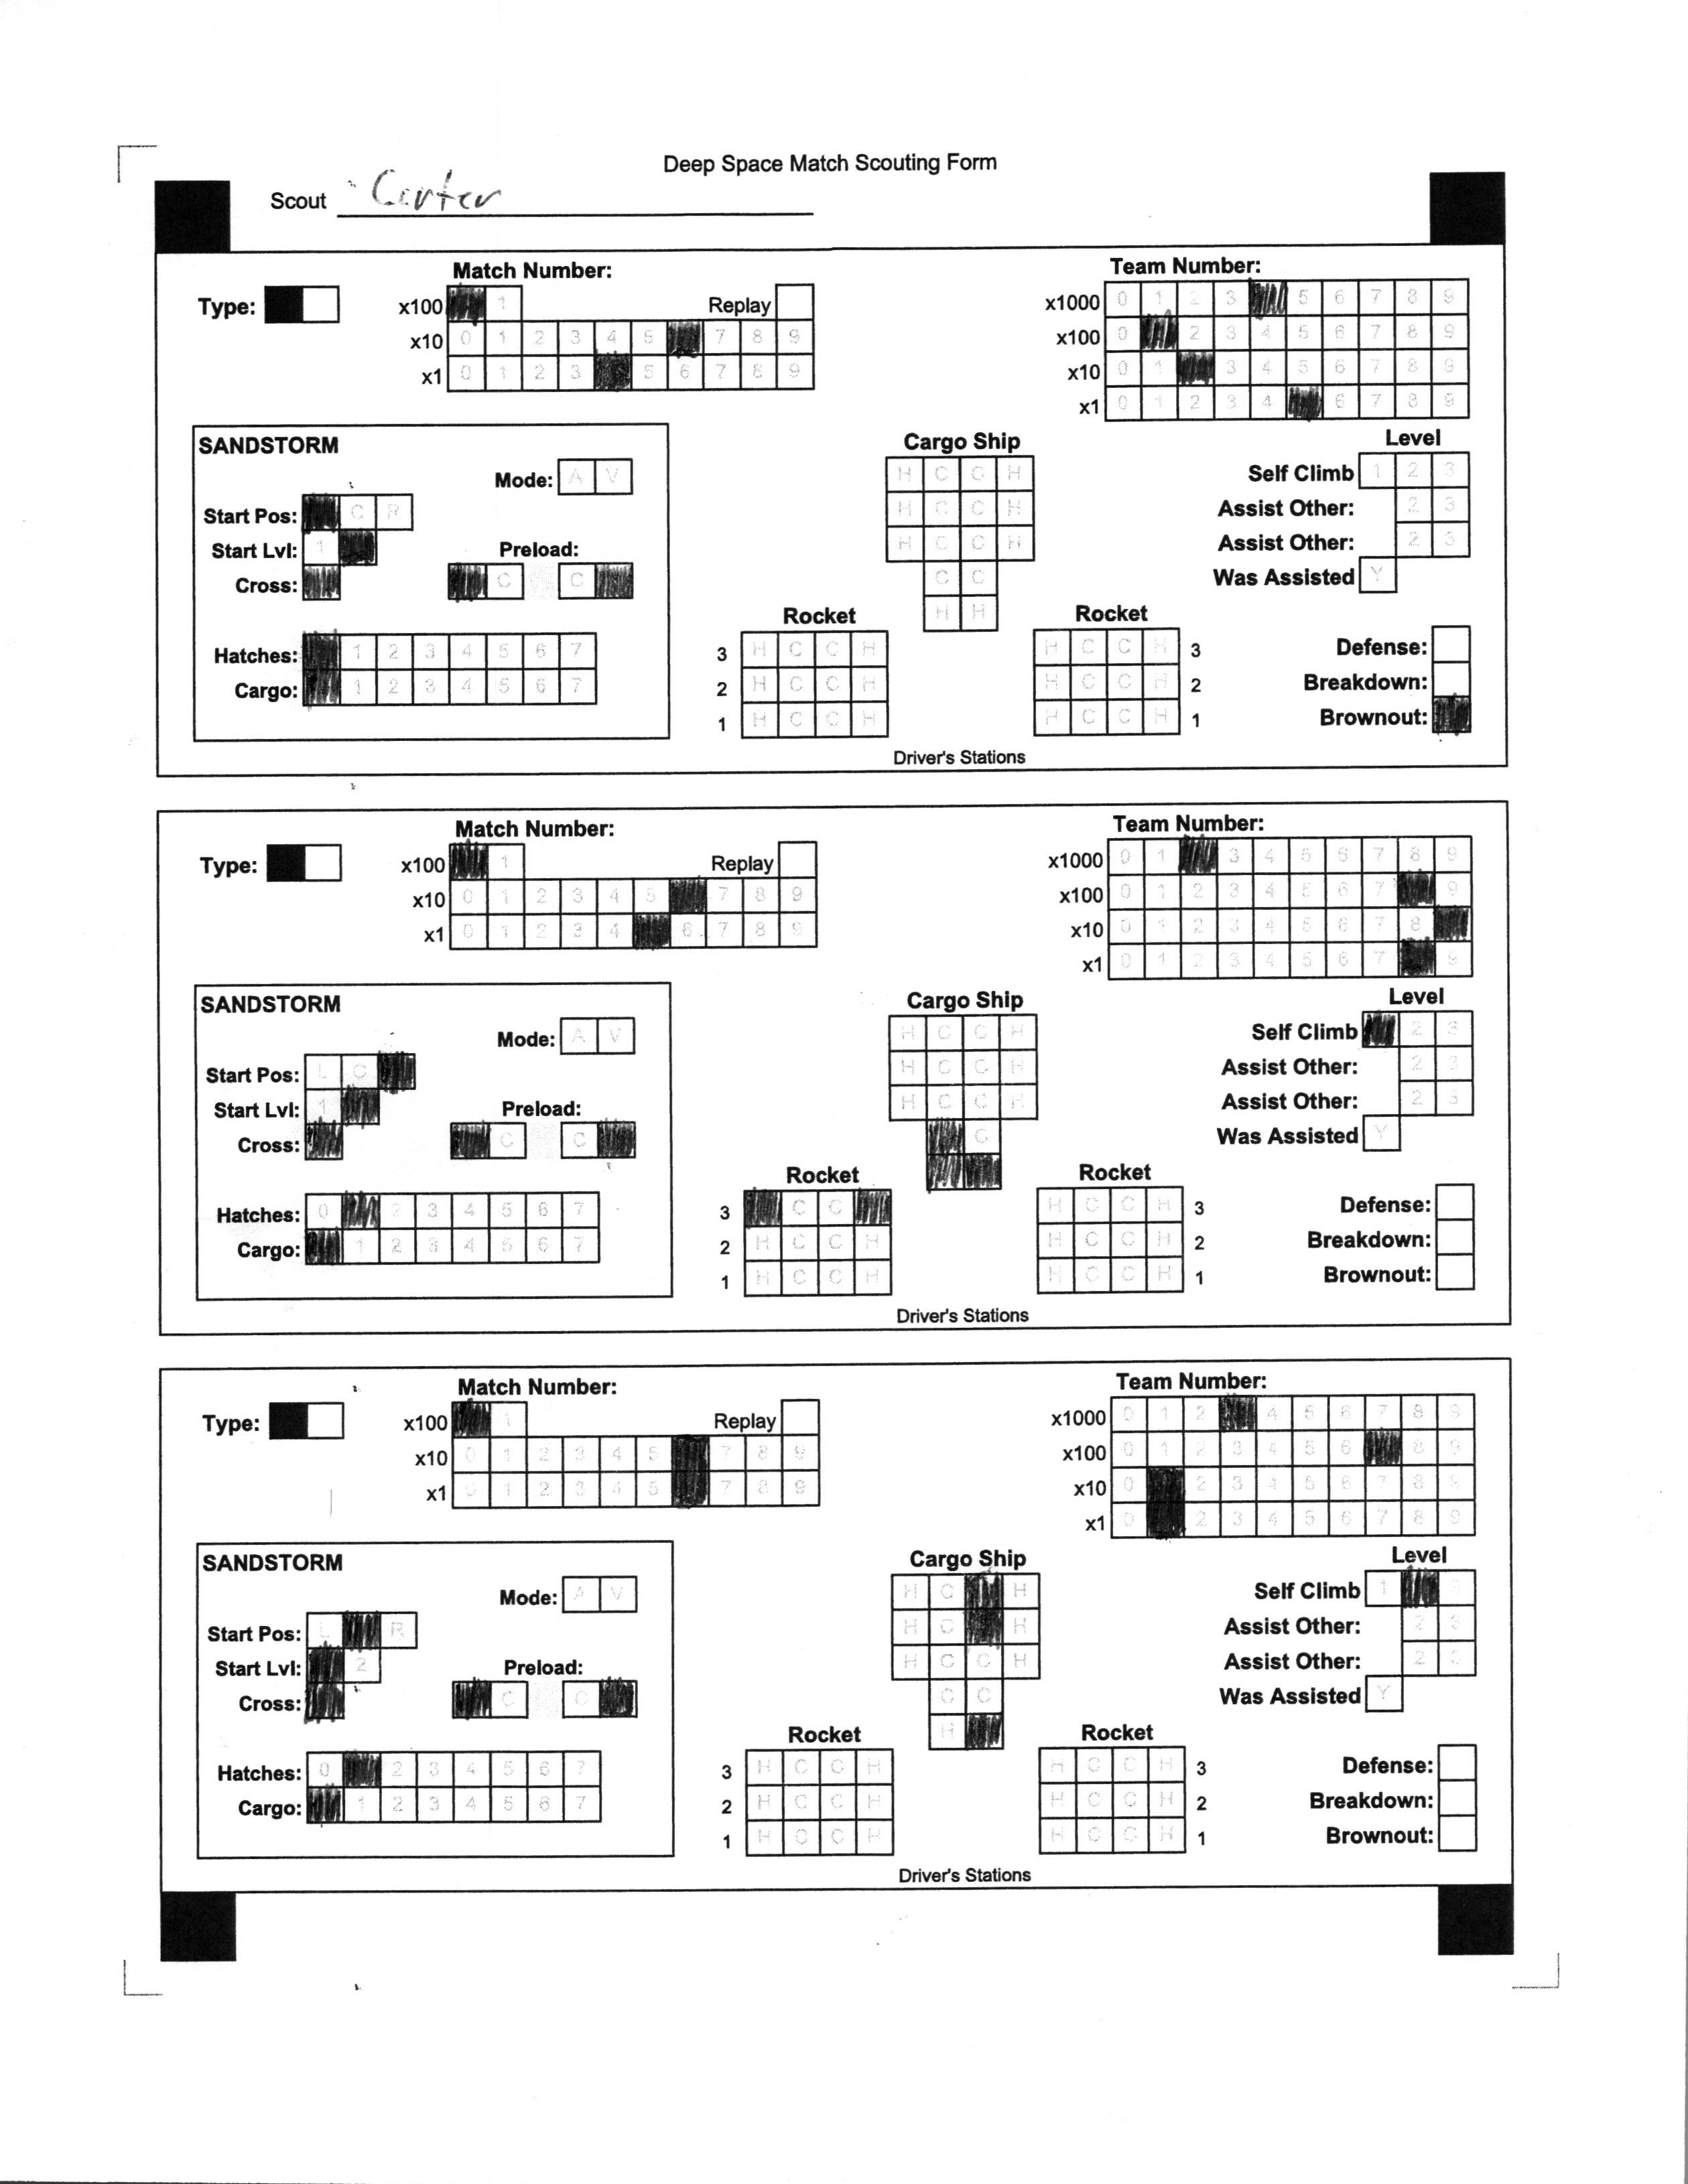 Deep Space Match Scouting Form
Scout Carter
Match Number:
Team Number:
Type:
x100 1
Replay
x10 0 1 2 3 4 5 7 8 9
x1 0 1 2 3 5 6 7 8 9
x1000 0 1 2 3 5 6 7 8 9
x100 0 2 3 4 5 6 7 8 9
x10 0 1 3 4 5 6 7 8 9
x1 0 1 2 3 4 6 7 8 9
SANDSTORM
Mode: A V
Start Pos: C R
Start Lvl: 1
Preload:
Cross:
C C
Hatches: 1 2 3 4 5 6 7
Cargo: 1 2 3 4 5 6 7
Cargo Ship
H C C H
H C C H
H C C H
C C
H H
Rocket
3 H C C H
2 H C C H
1 H C C H
Rocket
H C C H 3
H C C H 2
H C C H 1
Driver's Stations
Level
Self Climb 1 2 3
Assist Other: 2 3
Assist Other: 2 3
Was Assisted Y
Defense:
Breakdown:
Brownout:
Match Number:
Team Number:
Type:
x100 1
Replay
x10 0 1 2 3 4 5 7 8 9
x1 0 1 2 3 4 6 7 8 9
x1000 0 1 3 4 5 6 7 8 9
x100 0 1 2 3 4 5 6 7 9
x10 0 1 2 3 4 5 6 7 8
x1 0 1 2 3 4 5 6 7 9
SANDSTORM
Mode: A V
Start Pos: L C
Start Lvl: 1
Preload:
Cross:
C C
Hatches: 0 2 3 4 5 6 7
Cargo: 1 2 3 4 5 6 7
Cargo Ship
H C C H
H C C H
H C C H
C
Rocket
3 C C
2 H C C H
1 H C C H
Rocket
H C C H 3
H C C H 2
H C C H 1
Driver's Stations
Level
Self Climb 2 3
Assist Other: 2 3
Assist Other: 2 3
Was Assisted Y
Defense:
Breakdown:
Brownout:
Match Number:
Team Number:
Type:
x100 1
Replay
x10 0 1 2 3 4 5 7 8 9
x1 0 1 2 3 4 5 7 8 9
x1000 0 1 2 4 5 6 7 8 9
x100 0 1 2 3 4 5 6 8 9
x10 0 2 3 4 5 6 7 8 9
x1 0 2 3 4 5 6 7 8 9
SANDSTORM
Mode: A V
Start Pos: L R
Start Lvl: 2
Preload:
Cross:
C C
Hatches: 0 2 3 4 5 6 7
Cargo: 1 2 3 4 5 6 7
Cargo Ship
H C H
H C H
H C C H
C C
H
Rocket
3 H C C H
2 H C C H
1 H C C H
Rocket
H C C H 3
H C C H 2
H C C H 1
Driver's Stations
Level
Self Climb 1 3
Assist Other: 2 3
Assist Other: 2 3
Was Assisted Y
Defense:
Breakdown:
Brownout: